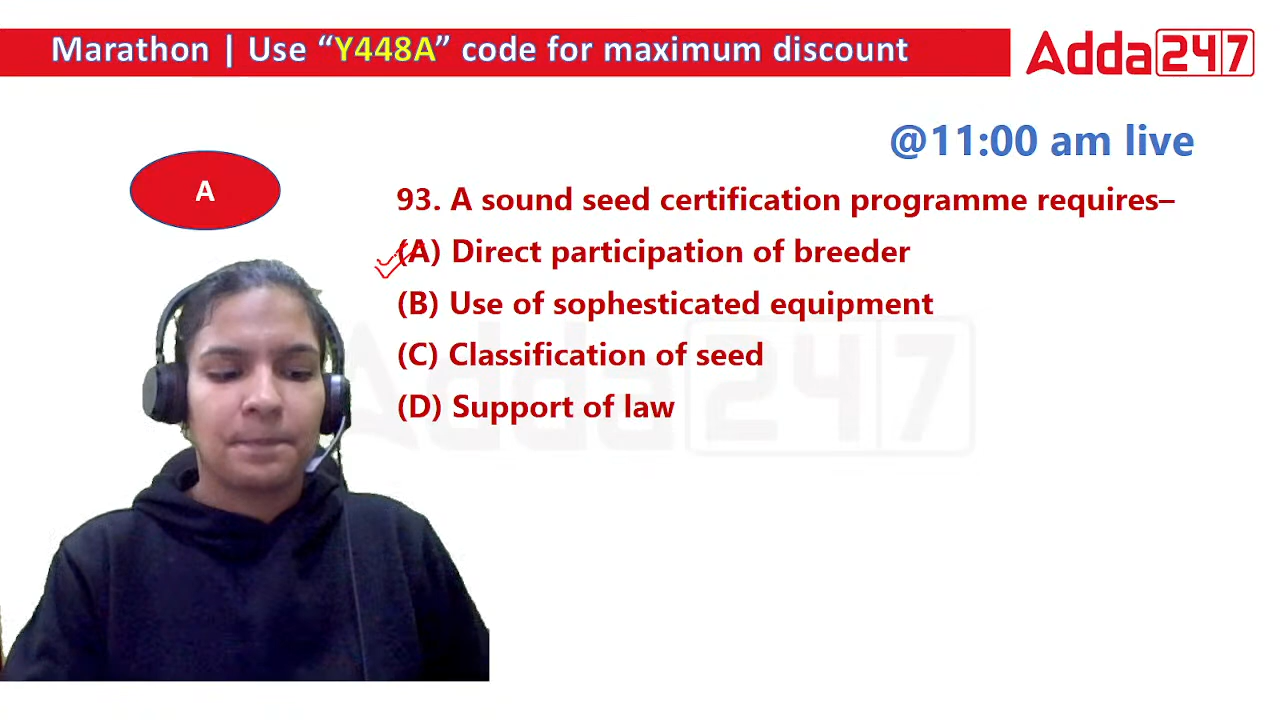 Marathon | Use “Y448A” code for maximum discount
Adda247
@11:00 am live
A
93. A sound seed certification programme requires–
(A) Direct participation of breeder
(B) Use of sophesticated equipment
(C) Classification of seed
(D) Support of law
Adda247